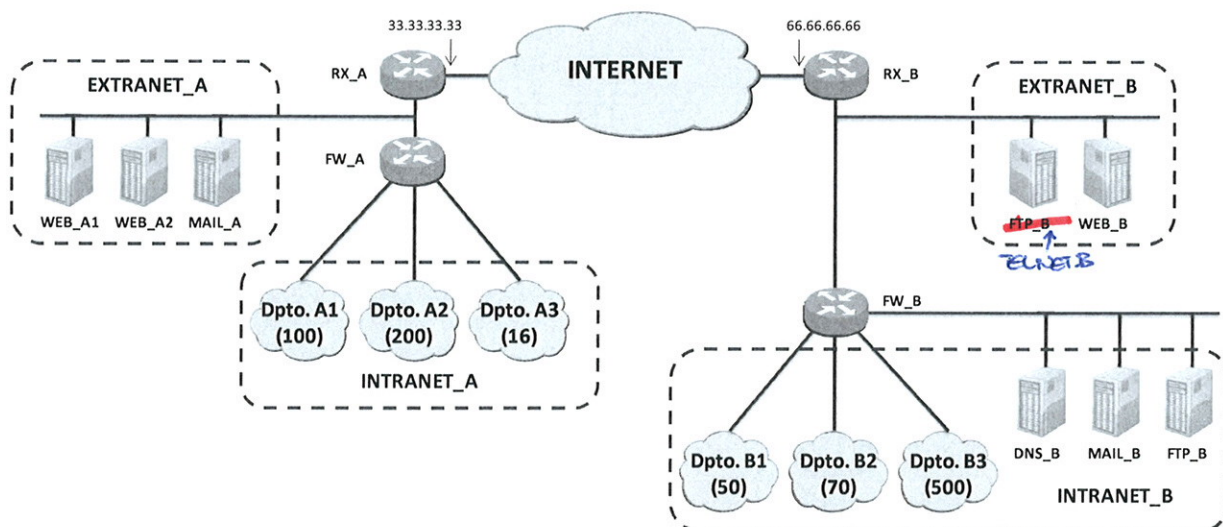 33.33.33.33
66.66.66.66
INTERNET
RX_A
RX_B
EXTRANET_A
EXTRANET_B
FW_A
WEB_A1
WEB_A2
MAIL_A
FTP_B
WEB_B
TELNET_B
Dpto. A1
(100)
Dpto. A2
(200)
Dpto. A3
(16)
INTRANET_A
FW_B
Dpto. B1
(50)
Dpto. B2
(70)
Dpto. B3
(500)
DNS_B
MAIL_B
FTP_B
INTRANET_B